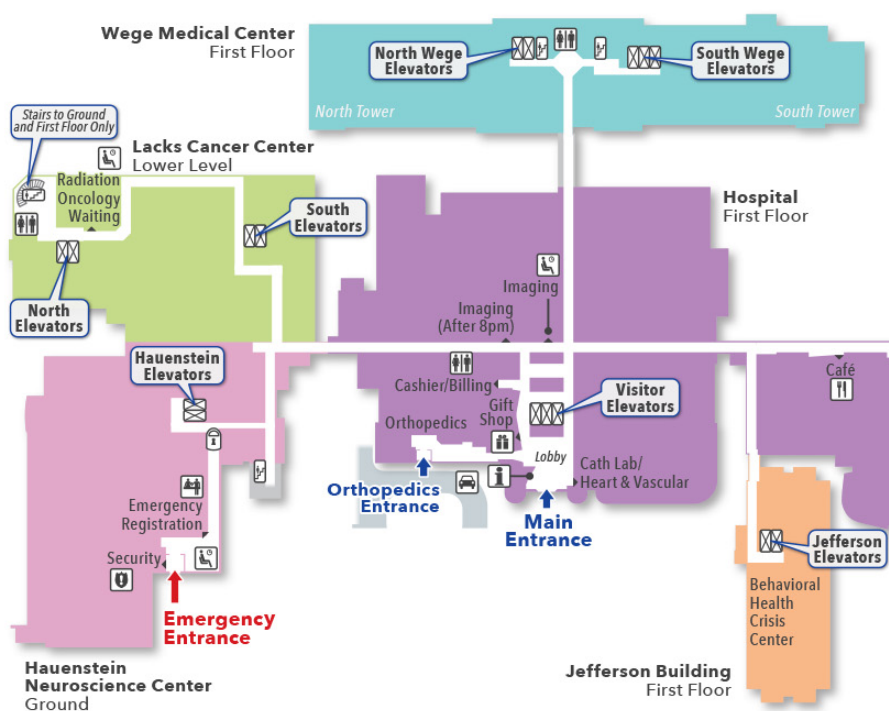 Wege Medical Center
First Floor
North Wege
Elevators
South Wege
Elevators
North Tower
South Tower
Stairs to Ground
and First Floor Only
Lacks Cancer Center
Lower Level
Radiation
Oncology
Waiting
South
Elevators
North
Elevators
Hospital
First Floor
Imaging
Imaging
(After 8pm)
Hauenstein
Elevators
Cashier/Billing
Café
Gift
Shop
Visitor
Elevators
Orthopedics
Lobby
Cath Lab/
Heart & Vascular
i
Orthopedics
Entrance
Main
Entrance
Emergency
Registration
Security
Emergency
Entrance
Jefferson
Elevators
Behavioral
Health
Crisis
Center
Hauenstein
Neuroscience Center
Ground
Jefferson Building
First Floor